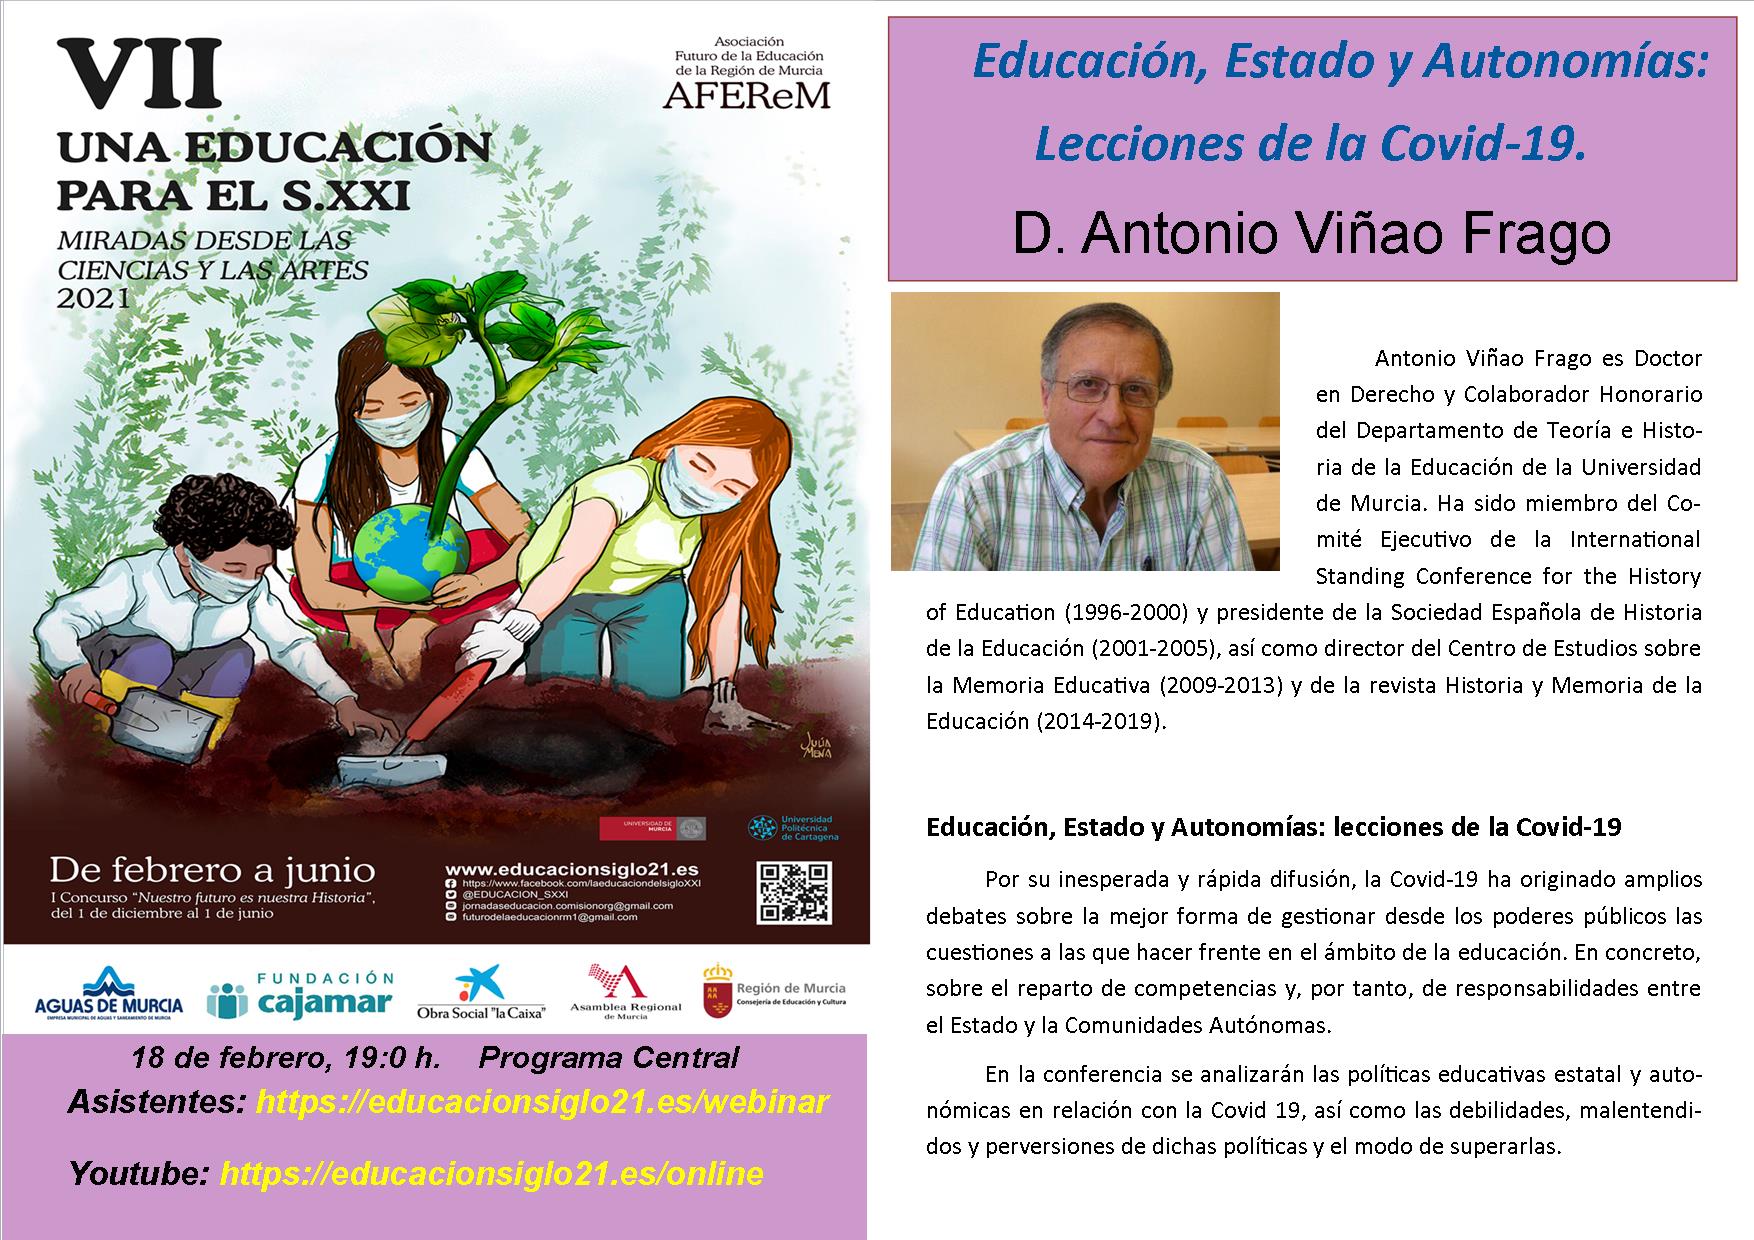 VII
UNA EDUCACIÓN
PARA EL S.XXI
MIRADAS DESDE LAS
CIENCIAS Y LAS ARTES
2021
Asociación
Futuro de la Educación
de la Región de Murcia
AFEReM
JULIA
MENA
UNIVERSIDAD DE
MURCIA
Universidad
Politécnica
de Cartagena
De febrero a junio
I Concurso “Nuestro futuro es nuestra Historia”,
del 1 de diciembre al 1 de junio
www.educacionsiglo21.es
https://www.facebook.com/laeducaciondelsigloXXI
@EDUCACION_SXXI
jornadaseducacion.comisionorg@gmail.com
futurodelaeducacionrm1@gmail.com
AGUAS DE MURCIA
EMPRESA MUNICIPAL DE AGUAS Y SANEAMIENTO DE MURCIA
FUNDACIÓN
cajamar
Obra Social "la Caixa"
Asamblea Regional
de Murcia
Región de Murcia
Consejería de Educación y Cultura
18 de febrero, 19:0 h. Programa Central
Asistentes: https://educacionsiglo21.es/webinar
Youtube: https://educacionsiglo21.es/online
Educación, Estado y Autonomías:
Lecciones de la Covid-19.
D. Antonio Viñao Frago
Antonio Viñao Frago es Doctor
en Derecho y Colaborador Honorario
del Departamento de Teoría e Histo-
ria de la Educación de la Universidad
de Murcia. Ha sido miembro del Co-
mité Ejecutivo de la International
Standing Conference for the History
of Education (1996-2000) y presidente de la Sociedad Española de Historia
de la Educación (2001-2005), así como director del Centro de Estudios sobre
la Memoria Educativa (2009-2013) y de la revista Historia y Memoria de la
Educación (2014-2019).
Educación, Estado y Autonomías: lecciones de la Covid-19
Por su inesperada y rápida difusión, la Covid-19 ha originado amplios
debates sobre la mejor forma de gestionar desde los poderes públicos las
cuestiones a las que hacer frente en el ámbito de la educación. En concreto,
sobre el reparto de competencias y, por tanto, de responsabilidades entre
el Estado y la Comunidades Autónomas.
En la conferencia se analizarán las políticas educativas estatal y auto-
nómicas en relación con la Covid 19, así como las debilidades, malentendi-
dos y perversiones de dichas políticas y el modo de superarlas.